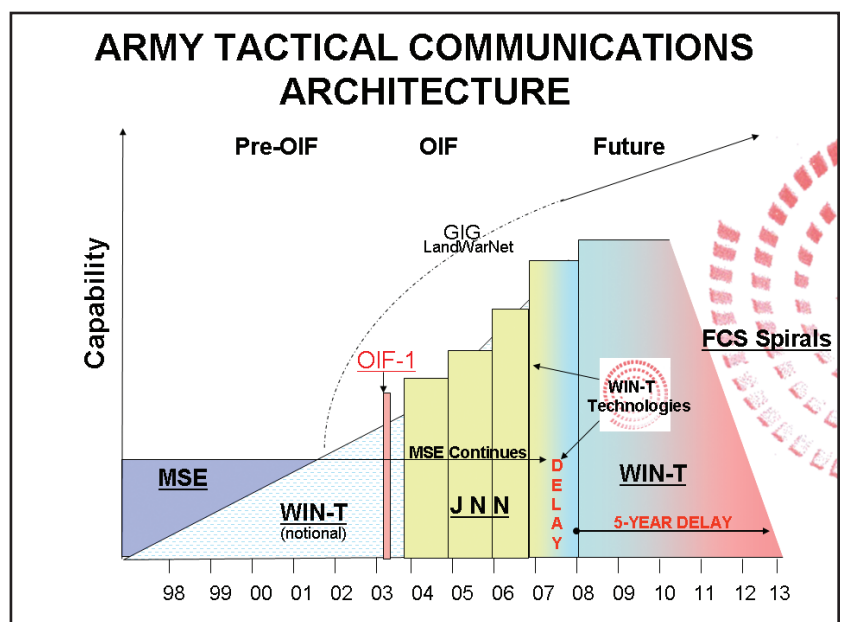 ARMY TACTICAL COMMUNICATIONS
ARCHITECTURE
Pre-OIF OIF Future
Capability
GIG
LandWarNet
OIF-1
FCS Spirals
WIN-T
Technologies
MSE Continues
MSE
WIN-T
(notional)
J N N
DELAY
WIN-T
5-YEAR DELAY
98 99 00 01 02 03 04 05 06 07 08 09 10 11 12 13